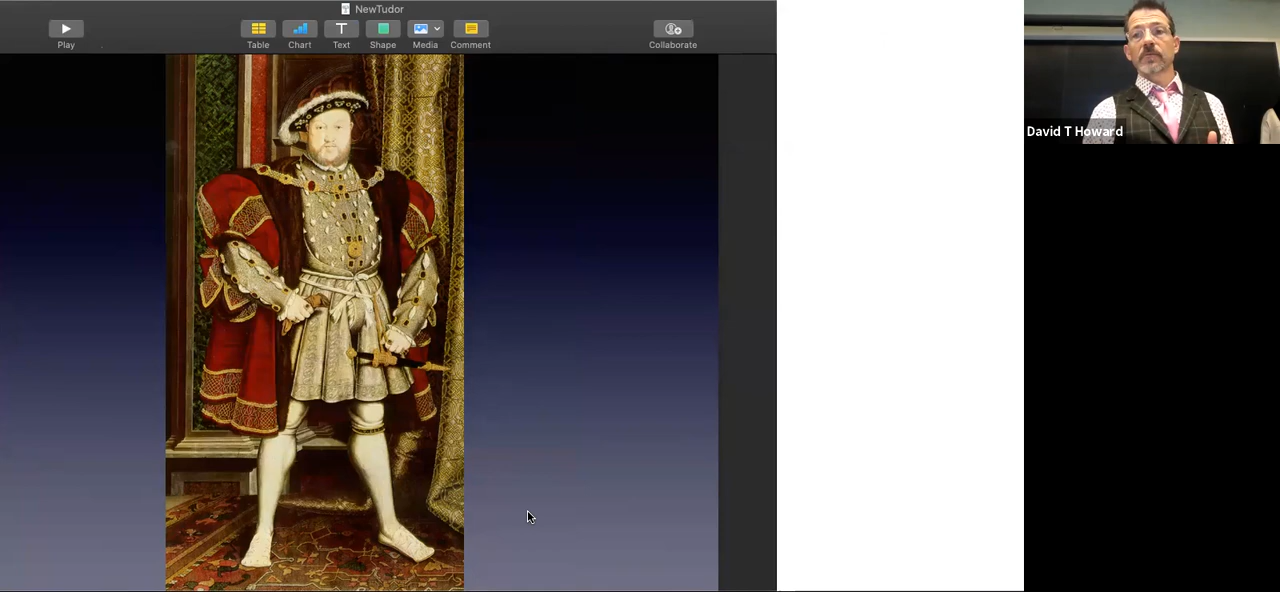 NewTudor
Play
Table
Chart
Text
Shape
Media
Comment
Collaborate
David T Howard